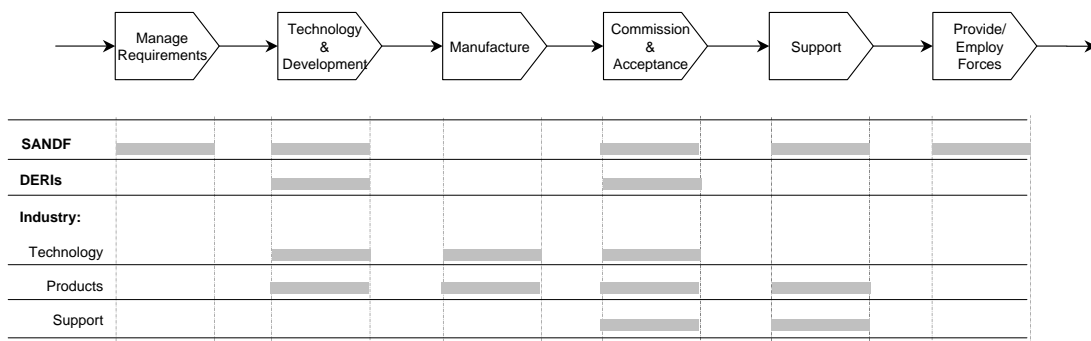 Manage
Requirements
Technology
&
Development
Manufacture
Commission
&
Acceptance
Support
Provide/
Employ
Forces
SANDF
DERIs
Industry:
Technology
Products
Support